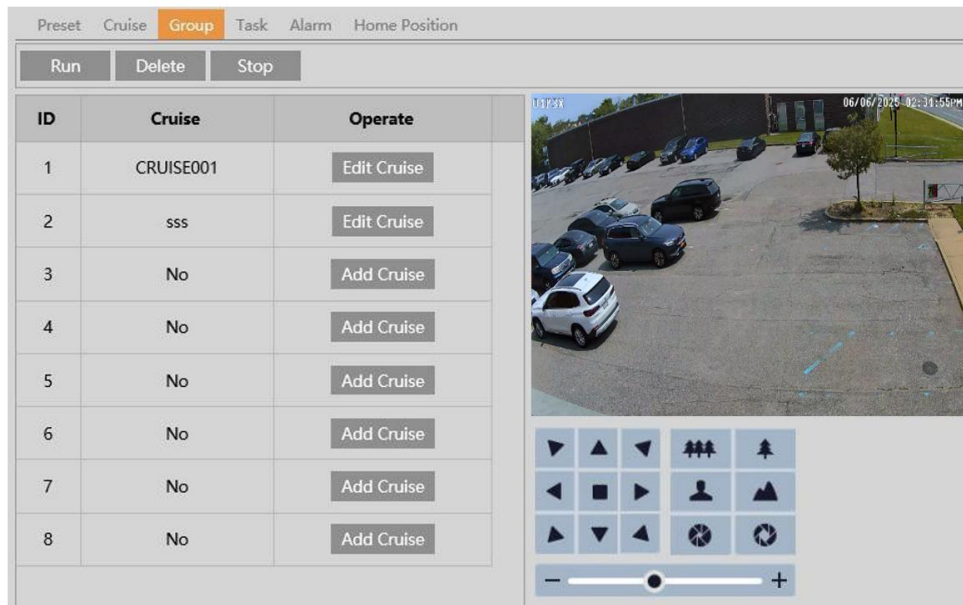 Preset Cruise Group Task Alarm Home Position
Run Delete Stop
ID Cruise Operate
1 CRUISE001 Edit Cruise
2 sss Edit Cruise
3 No Add Cruise
4 No Add Cruise
5 No Add Cruise
6 No Add Cruise
7 No Add Cruise
8 No Add Cruise
06/06/2025 02:31:55PM